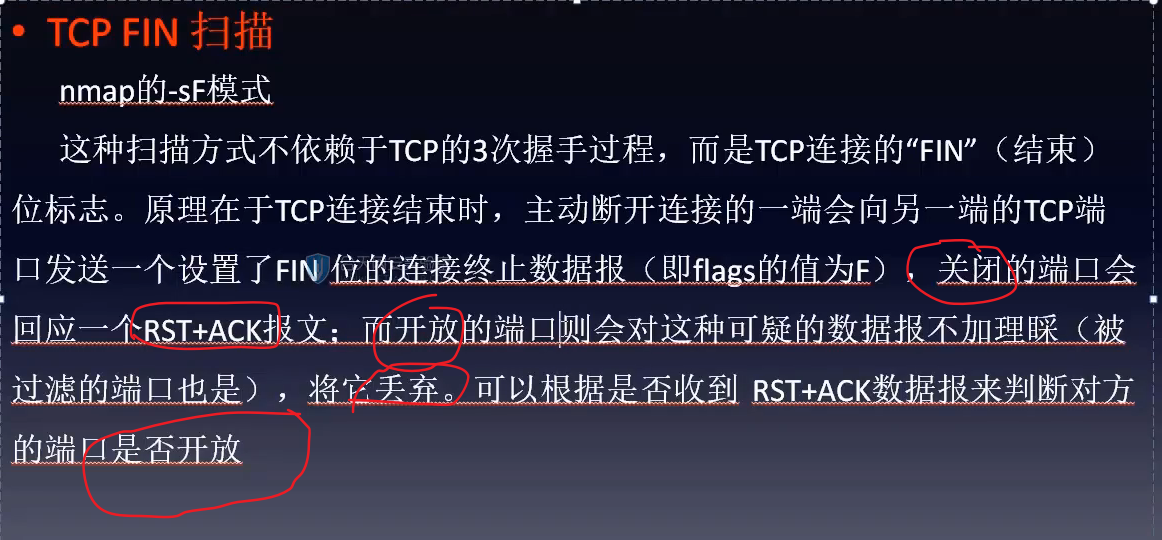 • TCP FIN 扫描
nmap的-sF模式
这种扫描方式不依赖于TCP的3次握手过程，而是TCP连接的“FIN”（结束）
位标志。原理在于TCP连接结束时，主动断开连接的一端会向另一端的TCP端
口发送一个设置了FIN 位的连接终止数据报（即flags的值为F），关闭的端口会
回应一个RST+ACK报文；而开放的端口则会对这种可疑的数据报不加理睬（被
过滤的端口也是），将它丢弃。可以根据是否收到 RST+ACK数据报来判断对方
的端口是否开放